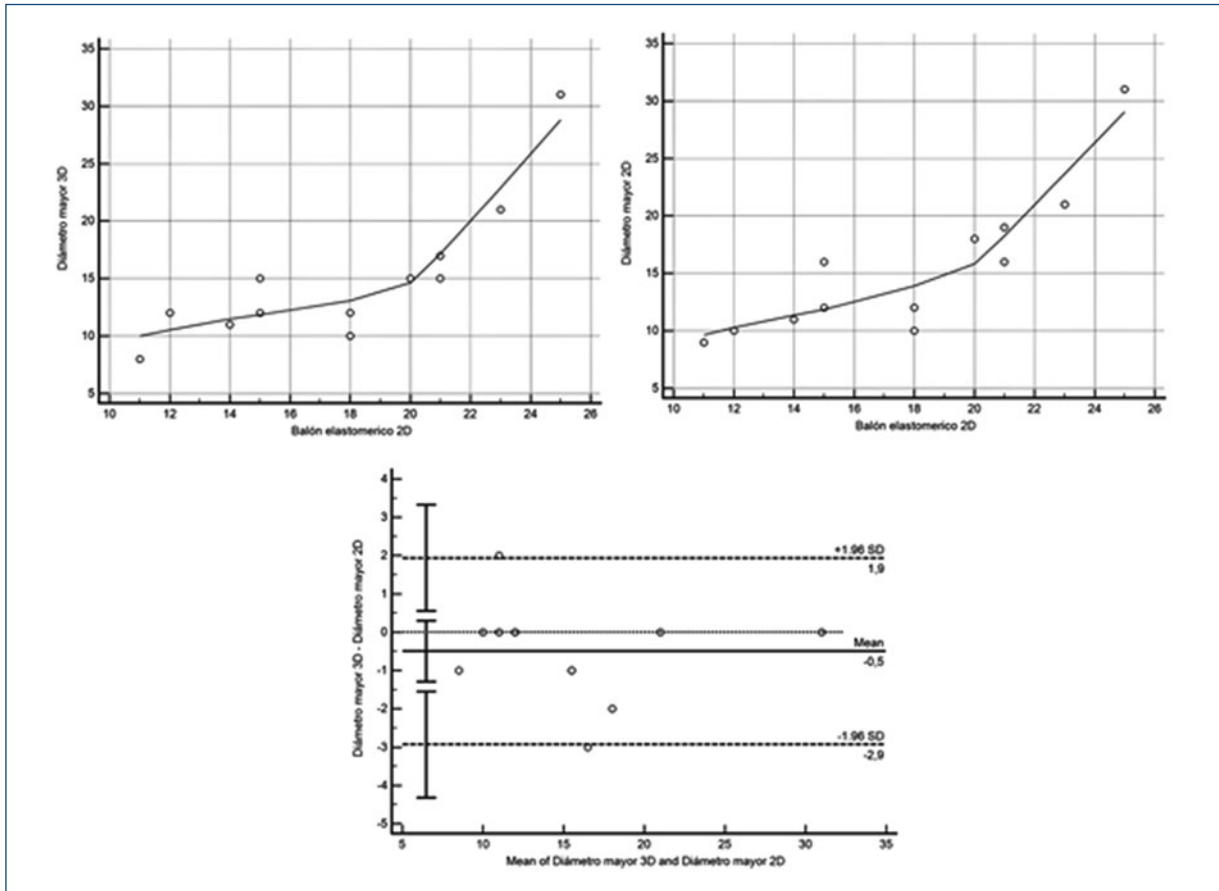 35
30
25
20
15
10
5
Diámetro mayor 3D
10 12 14 16 18 20 22 24 26
Balón elastomerico 2D
35
30
25
20
15
10
5
Diámetro mayor 2D
10 12 14 16 18 20 22 24 26
Balón elastomerico 2D
4
3
2
1
0
-1
-2
-3
-4
-5
Diámetro mayor 3D - Diámetro mayor 2D
+1.96 SD
1,9
Mean
-0,5
-1.96 SD
-2,9
5 10 15 20 25 30 35
Mean of Diámetro mayor 3D and Diámetro mayor 2D